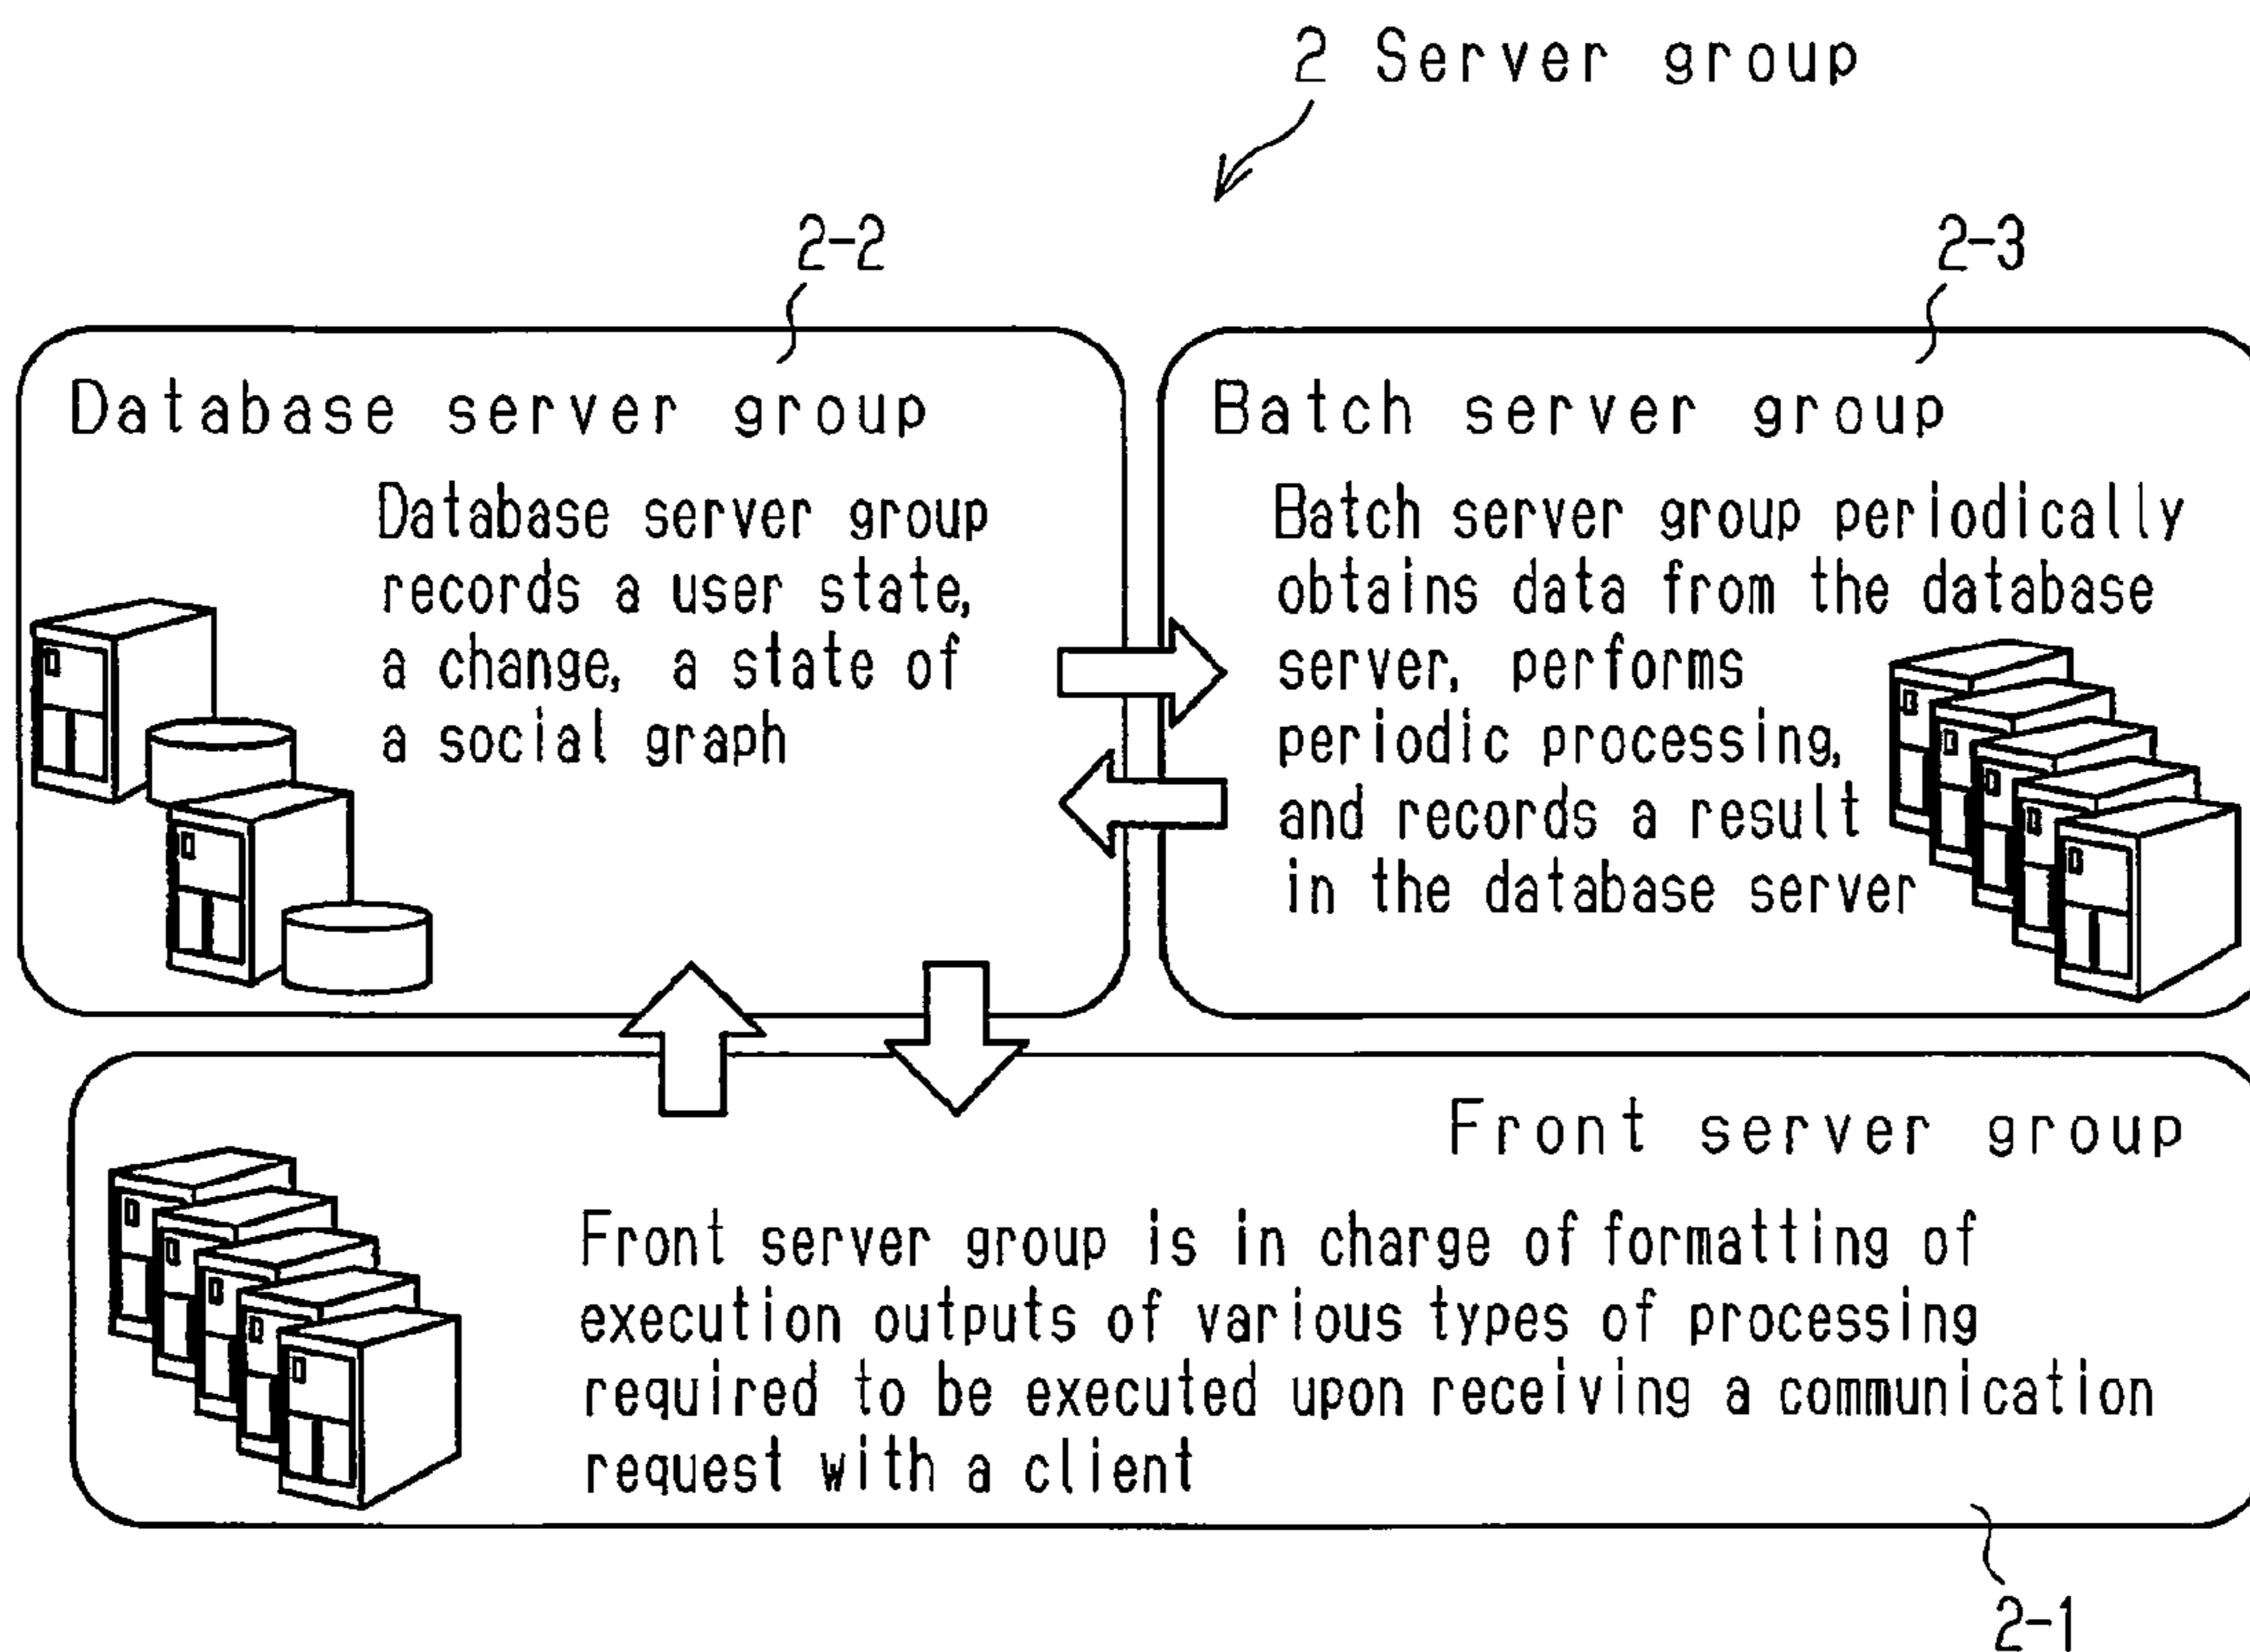 2 Server group
2-2
2-3
Database server group
Database server group
records a user state,
a change, a state of
a social graph
Batch server group
Batch server group periodically
obtains data from the database
server, performs
periodic processing,
and records a result
in the database server
Front server group
Front server group is in charge of formatting of
execution outputs of various types of processing
required to be executed upon receiving a communication
request with a client
2-1